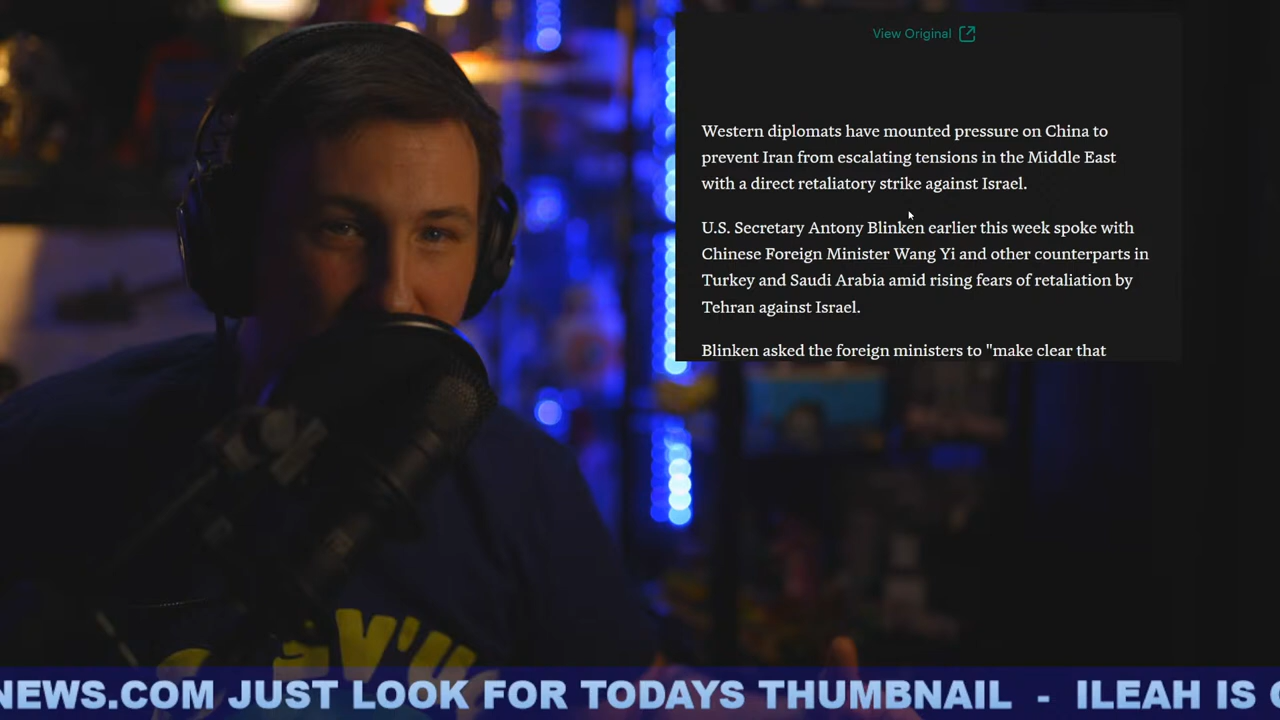 View Original
Western diplomats have mounted pressure on China to
prevent Iran from escalating tensions in the Middle East
with a direct retaliatory strike against Israel.
U.S. Secretary Antony Blinken earlier this week spoke with
Chinese Foreign Minister Wang Yi and other counterparts in
Turkey and Saudi Arabia amid rising fears of retaliation by
Tehran against Israel.
Blinken asked the foreign ministers to "make clear that
NEWS.COM JUST LOOK FOR TODAYS THUMBNAIL - ILEAH IS